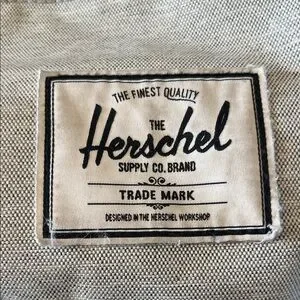 THE FINEST QUALITY
THE
Herschel
SUPPLY CO. BRAND
TRADE MARK
DESIGNED IN THE HERSCHEL WORKSHOP